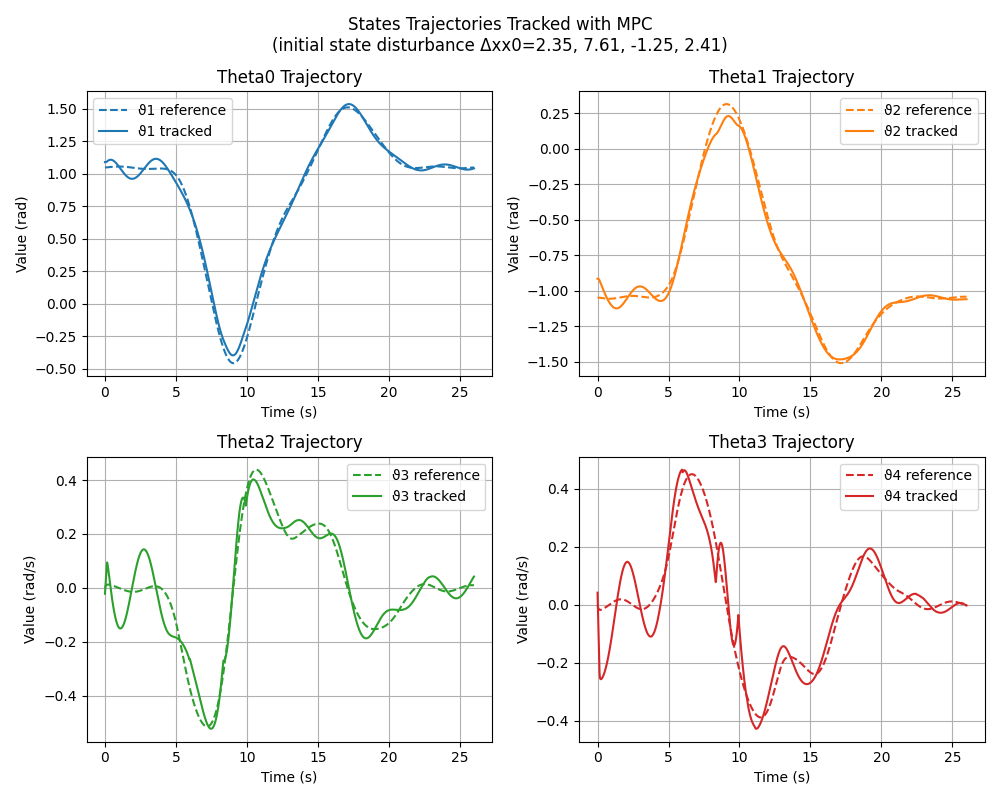 States Trajectories Tracked with MPC
(initial state disturbance Δxx0=2.35, 7.61, -1.25, 2.41)
Theta0 Trajectory
ϑ1 reference
ϑ1 tracked
1.50
1.25
1.00
0.75
0.50
0.25
0.00
−0.25
−0.50
Value (rad)
0 5 10 15 20 25
Time (s)
Theta1 Trajectory
ϑ2 reference
ϑ2 tracked
0.25
0.00
−0.25
−0.50
−0.75
−1.00
−1.25
−1.50
Value (rad)
0 5 10 15 20 25
Time (s)
Theta2 Trajectory
ϑ3 reference
ϑ3 tracked
0.4
0.2
0.0
−0.2
−0.4
Value (rad/s)
0 5 10 15 20 25
Time (s)
Theta3 Trajectory
ϑ4 reference
ϑ4 tracked
0.4
0.2
0.0
−0.2
−0.4
Value (rad/s)
0 5 10 15 20 25
Time (s)